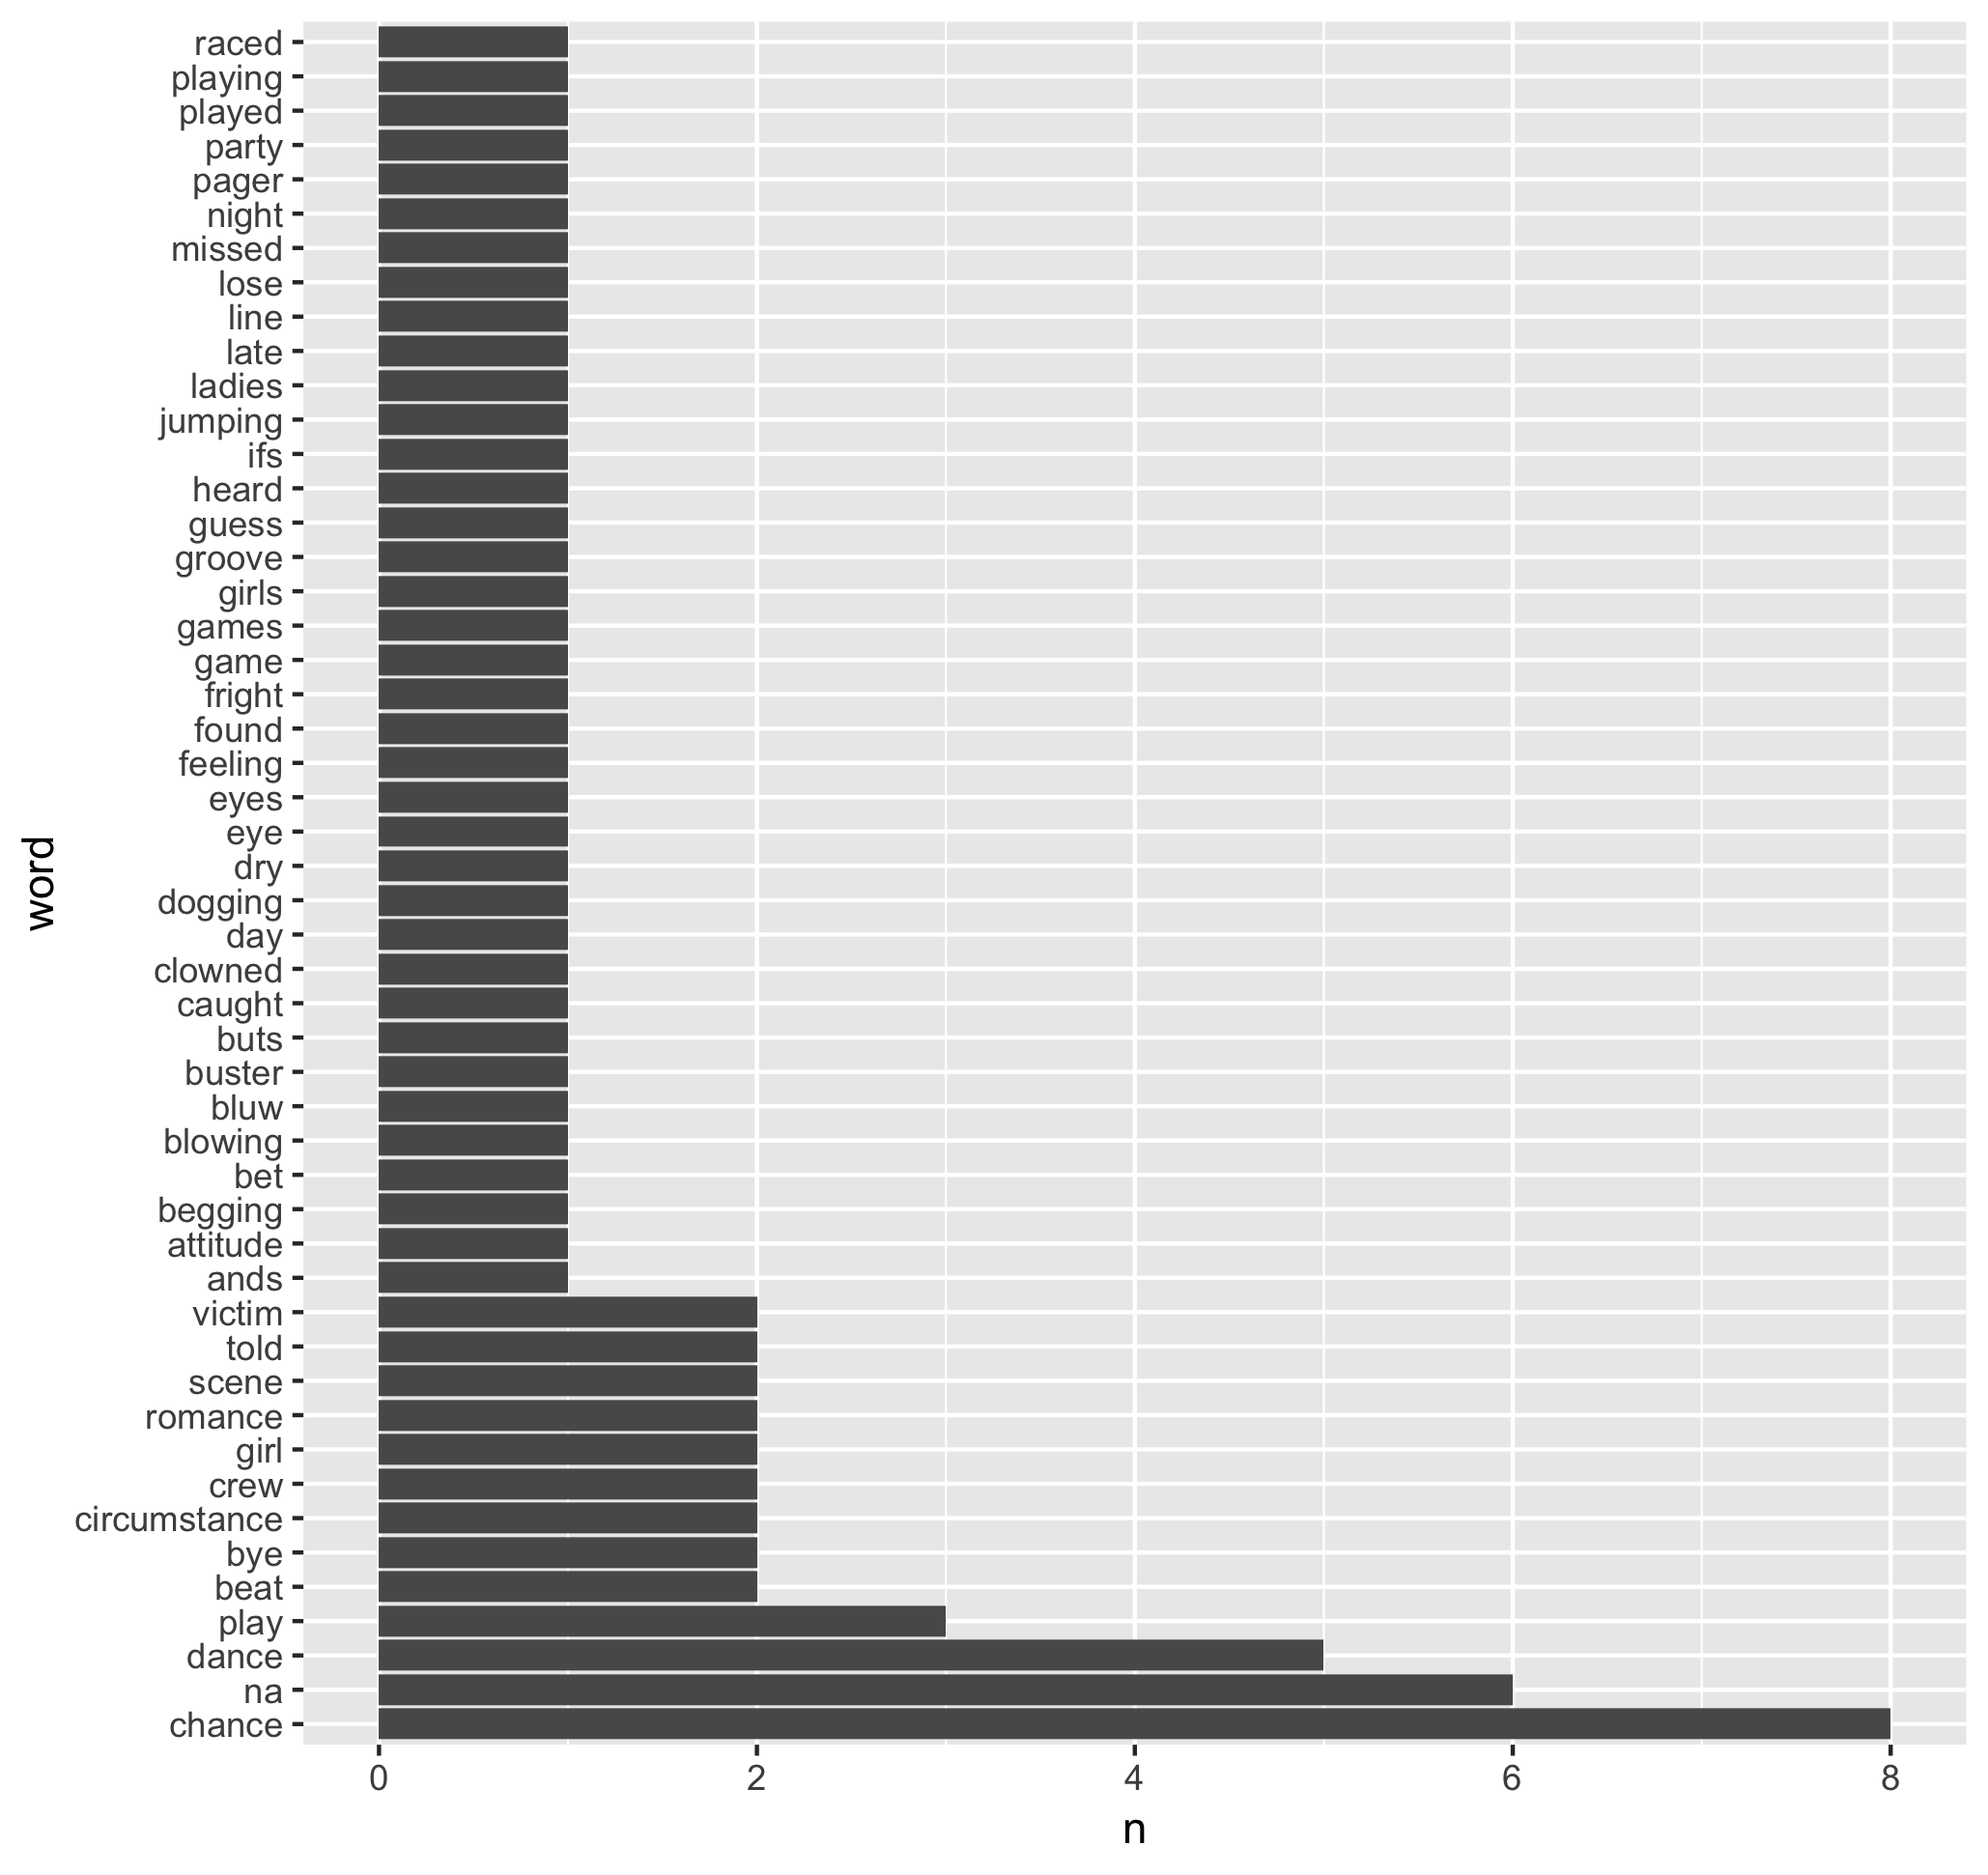 raced
playing
played
party
pager
night
missed
lose
line
late
ladies
jumping
ifs
heard
guess
groove
girls
games
game
fright
found
feeling
eyes
eye
dry
dogging
day
clowned
caught
buts
buster
bluw
blowing
bet
begging
attitude
ands
victim
told
scene
romance
girl
crew
circumstance
bye
beat
play
dance
na
chance
word
0 2 4 6 8
n